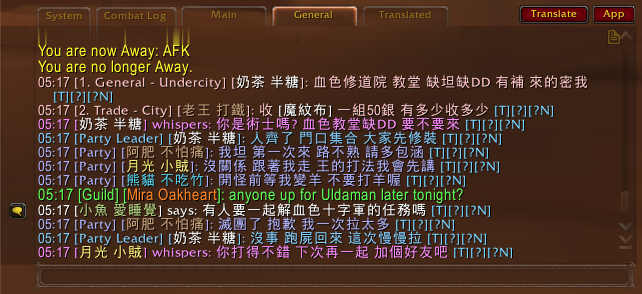 System Combat Log Main General Translated Translate App
You are now Away: AFK
You are no longer Away.
05:17 [1. General - Undercity] [奶茶 半糖]: 血色修道院 教堂 缺坦缺DD 有補 來的密我
[T][?][?N]
05:17 [2. Trade - City] [老王 打鐵]: 收 [魔紋布] 一組50銀 有多少收多少 [T][?][?N]
05:17 [奶茶 半糖] whispers: 你是術士嗎? 血色教堂缺DD 要不要來 [T][?][?N]
05:17 [Party Leader] [奶茶 半糖]: 人齊了 門口集合 大家先修裝 [T][?][?N]
05:17 [Party] [阿肥 不怕痛]: 我坦 第一次來 路不熟 請多包涵 [T][?][?N]
05:17 [Party] [月光 小賊]: 沒關係 跟著我走 王的打法我會先講 [T][?][?N]
05:17 [Party] [熊貓 不吃竹]: 開怪前等我變羊 不要打羊喔 [T][?][?N]
05:17 [Guild] [Mira Oakheart]: anyone up for Uldaman later tonight?
05:17 [小魚 愛睡覺] says: 有人要一起解血色十字軍的任務嗎 [T][?][?N]
05:17 [Party] [阿肥 不怕痛]: 滅團了 抱歉 我一次拉太多 [T][?][?N]
05:17 [Party Leader] [奶茶 半糖]: 沒事 跑屍回來 這次慢慢拉 [T][?][?N]
05:17 [月光 小賊] whispers: 你打得不錯 下次再一起 加個好友吧 [T][?][?N]